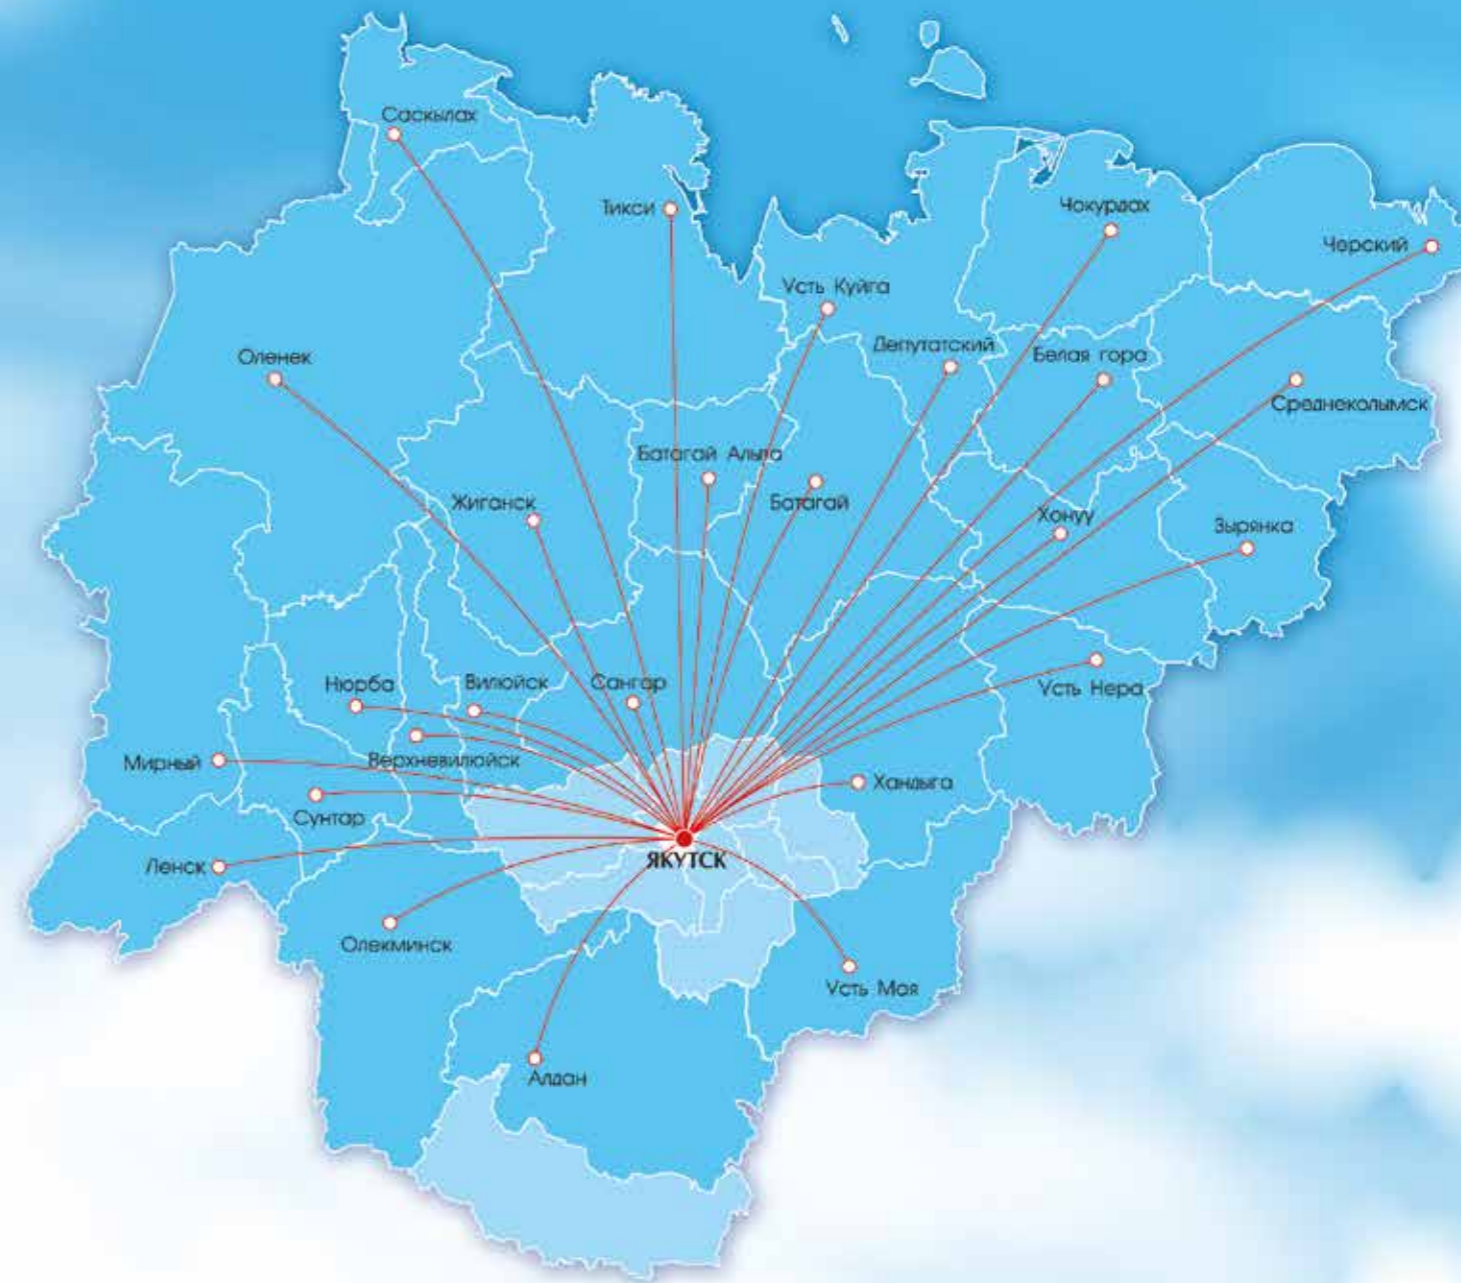 Саскылах
Тикси
Чокурдах
Черский
Усть Куйга
Депутатский
Белая гора
Оленек
Среднеколымск
Батагай Алыта
Жиганск
Батагай
Хонуу
Зырянка
Нюрба
Вилюйск
Сангар
Усть Нера
Мирный
Верхневилюйск
Хандыга
Сунтар
ЯКУТСК
Ленск
Олекминск
Усть Мая
Алдан